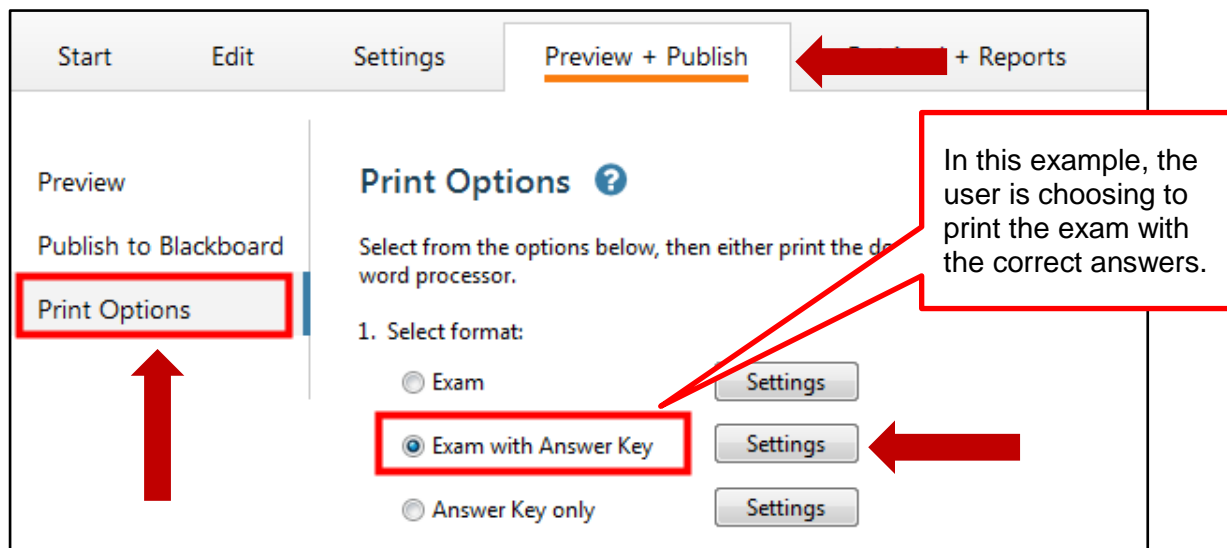 Start Edit Settings Preview + Publish + Reports
In this example, the
user is choosing to
print the exam with
the correct answers.
Preview
Publish to Blackboard
Print Options
Print Options ?
Select from the options below, then either print the
word processor.
1. Select format:
Exam Settings
Exam with Answer Key Settings
Answer Key only Settings